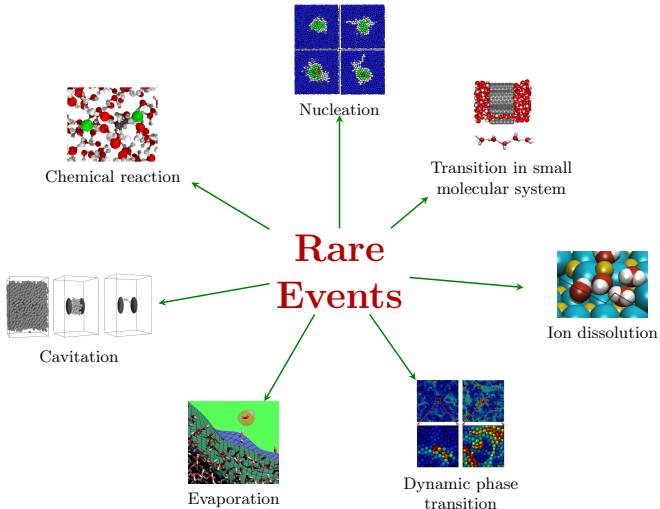 Nucleation
Chemical reaction
Transition in small
molecular system
Rare
Events
Ion dissolution
Cavitation
Evaporation
Dynamic phase
transition